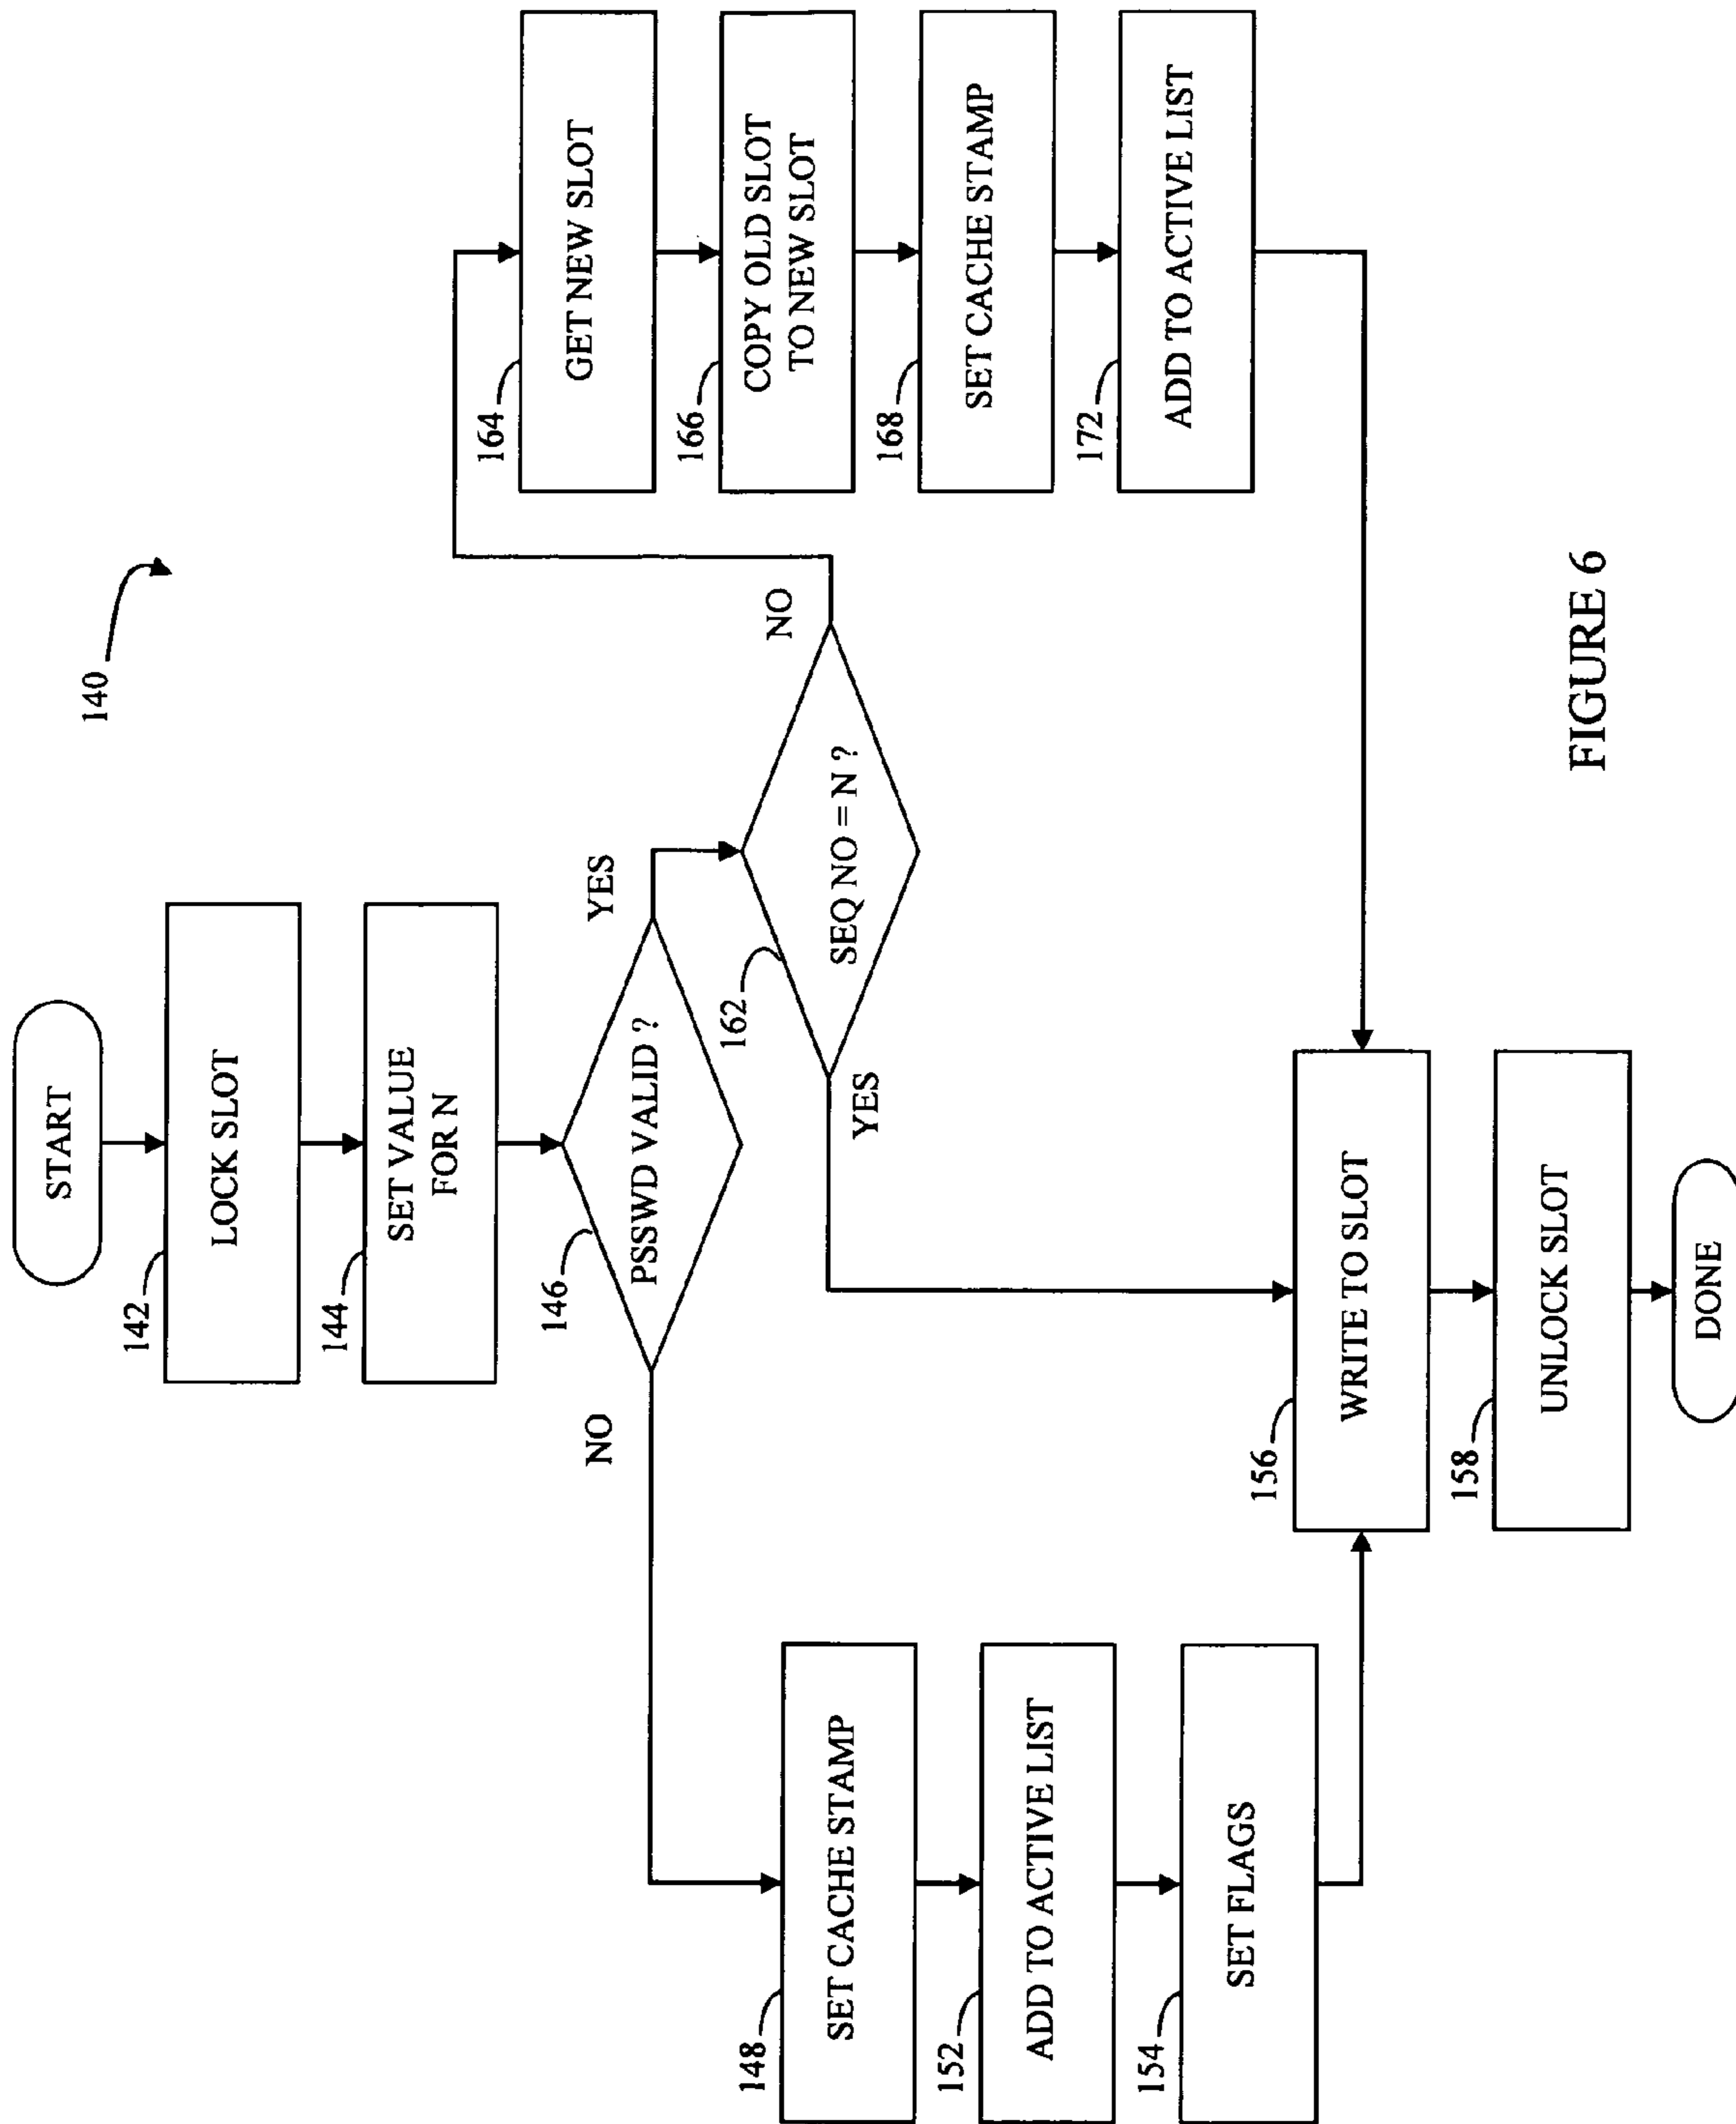 140
START
142
LOCK SLOT
144
SET VALUE
FOR N
146
PSSWD VALID ?
NO
YES
162
SEQ NO = N ?
YES
NO
148
SET CACHE STAMP
152
ADD TO ACTIVE LIST
154
SET FLAGS
164
GET NEW SLOT
166
COPY OLD SLOT
TO NEW SLOT
168
SET CACHE STAMP
172
ADD TO ACTIVE LIST
156
WRITE TO SLOT
158
UNLOCK SLOT
DONE
FIGURE 6